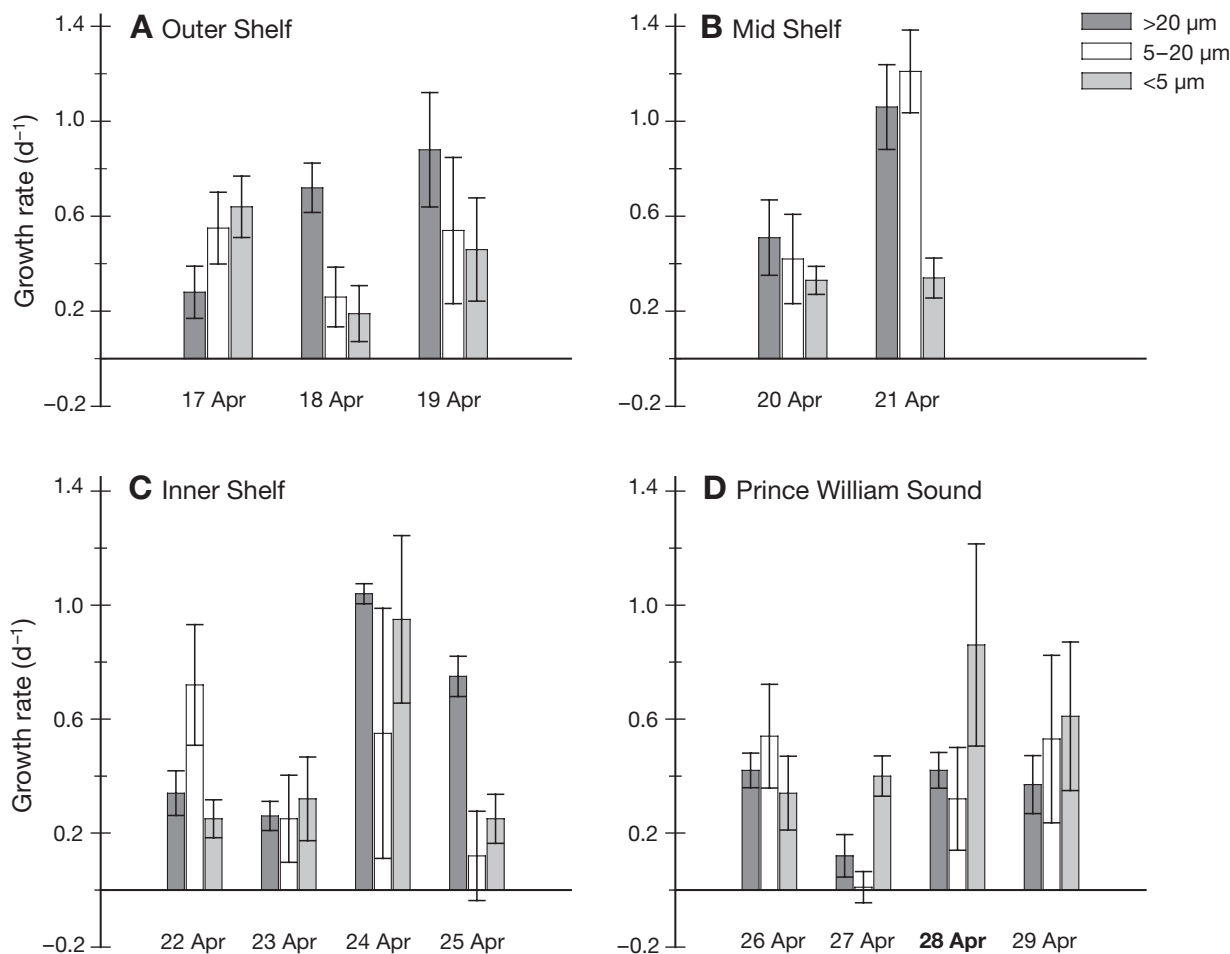 A Outer Shelf
B Mid Shelf
>20 µm
5–20 µm
<5 µm
Growth rate (d⁻¹)
1.4
1.0
0.6
0.2
–0.2
17 Apr
18 Apr
19 Apr
1.4
1.0
0.6
0.2
–0.2
20 Apr
21 Apr
C Inner Shelf
Growth rate (d⁻¹)
1.4
1.0
0.6
0.2
–0.2
22 Apr
23 Apr
24 Apr
25 Apr
D Prince William Sound
1.4
1.0
0.6
0.2
–0.2
26 Apr
27 Apr
28 Apr
29 Apr